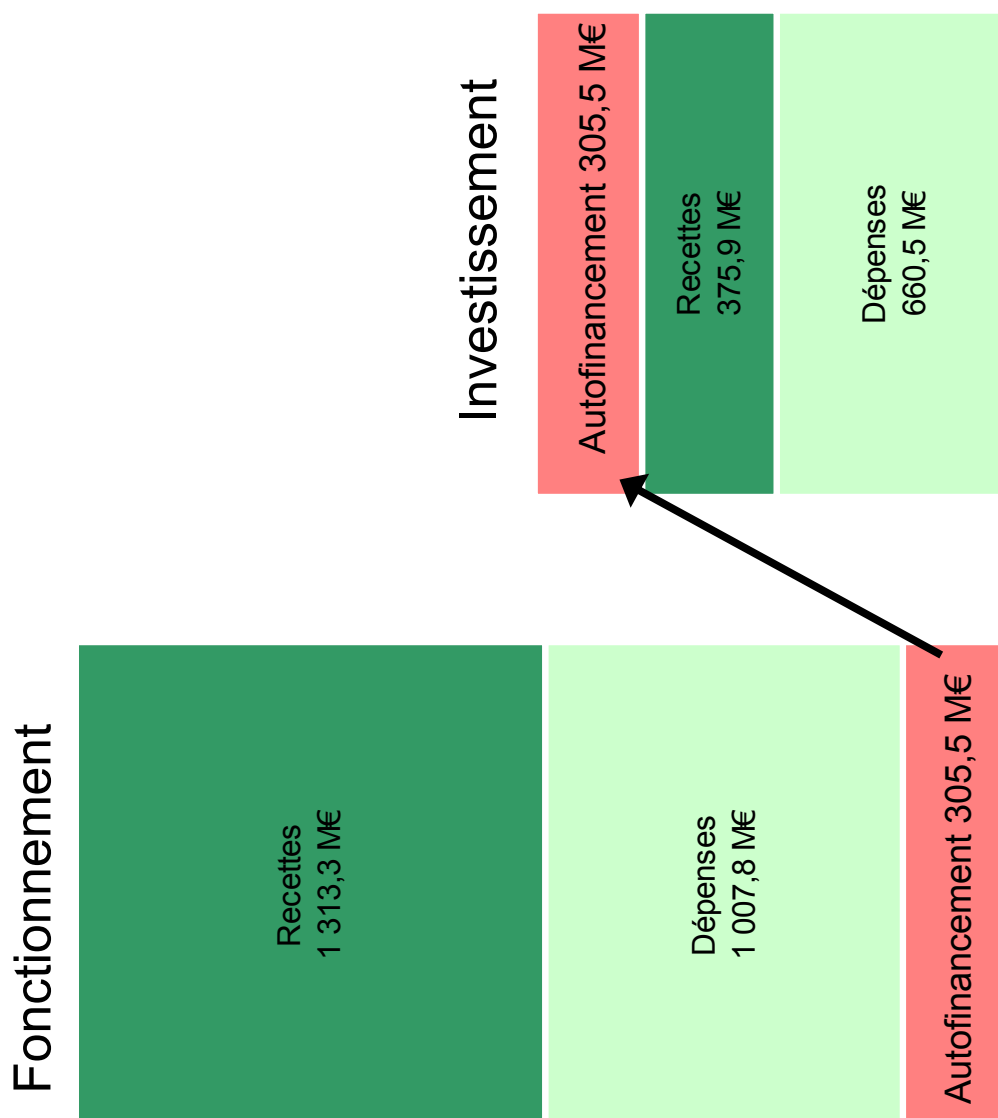 Fonctionnement
Recettes
1 313,3 M€
Dépenses
1 007,8 M€
Autofinancement 305,5 M€
Investissement
Autofinancement 305,5 M€
Recettes
375,9 M€
Dépenses
660,5 M€